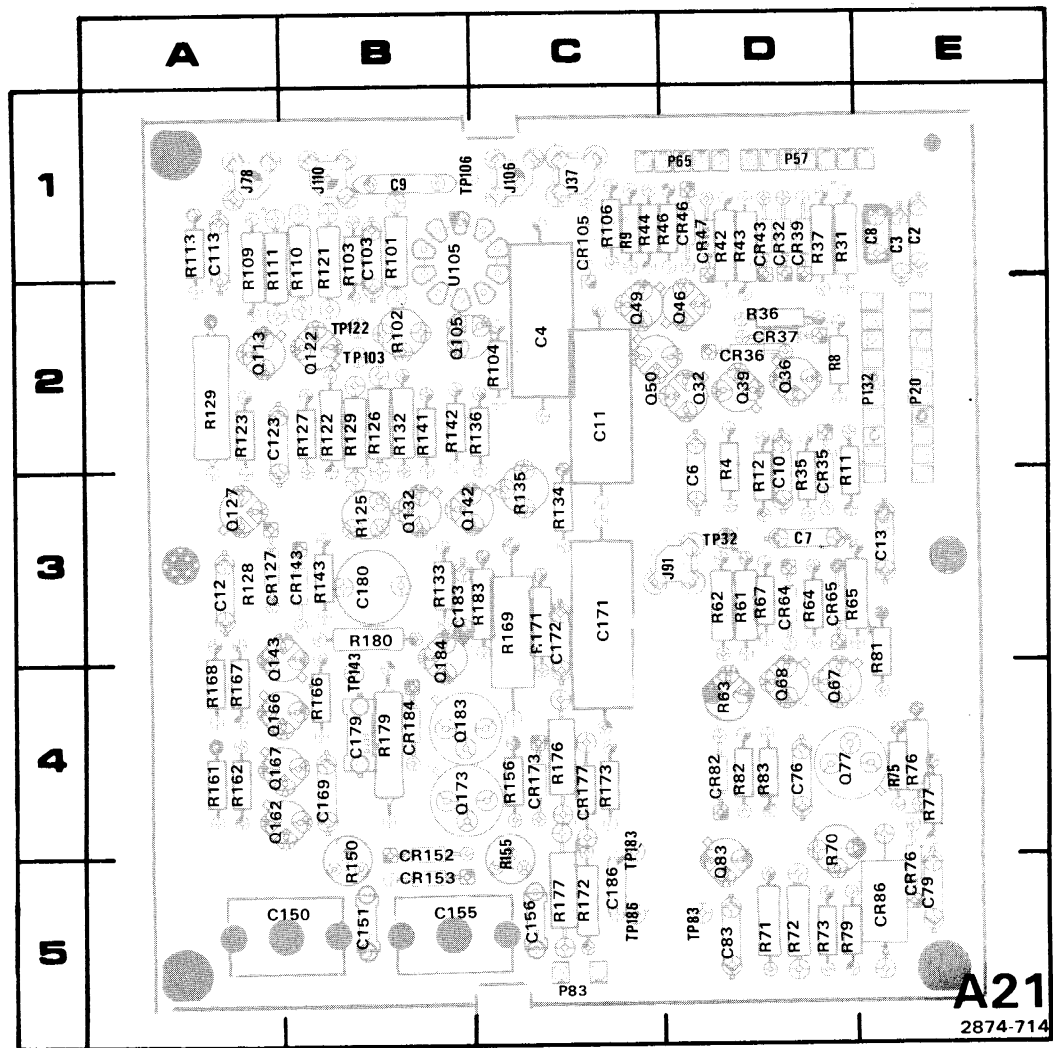 A B C D E
1 2 3 4 5
J78 J110 C9 TP106 J106 J37 P65 P57
R113 C113 R109 R111 R110 R121 R103 C103 R101 U105 CR105 R106 R9 R44 R46 CR46 CR47 R42 R43 CR43 CR32 CR39 R37 R31 C8 C3 C2
Q113 Q122 TP122 R102 Q105 C4 Q49 Q46 R36
TP103 R104 CR37
CR36
R129 Q50 Q32 Q39 Q36 R8 P132 P20
R123 C123 R127 R122 R129 R126 R132 R141 R142 R136 C11
C6 R4 R12 C10 R35 CR35 R11
Q127 R125 Q132 Q142 R135 R134
TP32 C7 C13
C12 R128 CR127 CR143 R143 C180 R133 C183 R183 J91
R169 C172 C171 R62 R61 R67 CR64 R64 CR65 R65
R180 R81
Q143 TP143 Q184
R168 R167 R166 R63 Q68 Q67
Q166 C179 R179 CR184 Q183
R161 R162 Q167 C169 Q173 R156 CR173 R176 CR177 R173 CR82 R82 R83 C76 Q77 R75 R76 R77
Q162
R150 CR152 R155 TP183 Q83 R70
CR153
C150 C151 C155 C156 R177 R172 C186 TP186 TP83 C83 R71 R72 R73 R79 CR86 CR76 C79
P83
A21
2874-714